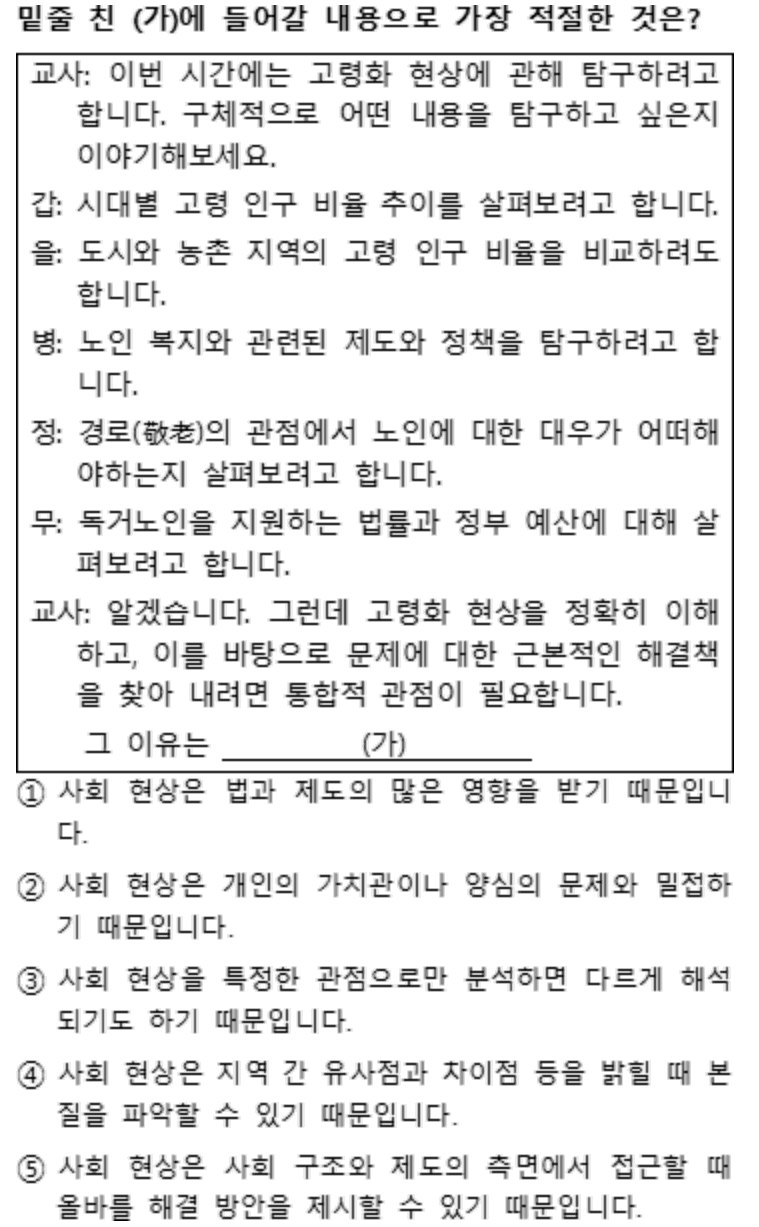 밑줄 친 (가)에 들어갈 내용으로 가장 적절한 것은?
교사: 이번 시간에는 고령화 현상에 관해 탐구하려고
합니다. 구체적으로 어떤 내용을 탐구하고 싶은지
이야기해보세요.
갑: 시대별 고령 인구 비율 추이를 살펴보려고 합니다.
을: 도시와 농촌 지역의 고령 인구 비율을 비교하려도
합니다.
병: 노인 복지와 관련된 제도와 정책을 탐구하려고 합
니다.
정: 경로(敬老)의 관점에서 노인에 대한 대우가 어떠해
야하는지 살펴보려고 합니다.
무: 독거노인을 지원하는 법률과 정부 예산에 대해 살
펴보려고 합니다.
교사: 알겠습니다. 그런데 고령화 현상을 정확히 이해
하고, 이를 바탕으로 문제에 대한 근본적인 해결책
을 찾아 내려면 통합적 관점이 필요합니다.
그 이유는 (가)
① 사회 현상은 법과 제도의 많은 영향을 받기 때문입니
다.
② 사회 현상은 개인의 가치관이나 양심의 문제와 밀접하
기 때문입니다.
③ 사회 현상을 특정한 관점으로만 분석하면 다르게 해석
되기도 하기 때문입니다.
④ 사회 현상은 지역 간 유사점과 차이점 등을 밝힐 때 본
질을 파악할 수 있기 때문입니다.
⑤ 사회 현상은 사회 구조와 제도의 측면에서 접근할 때
올바를 해결 방안을 제시할 수 있기 때문입니다.